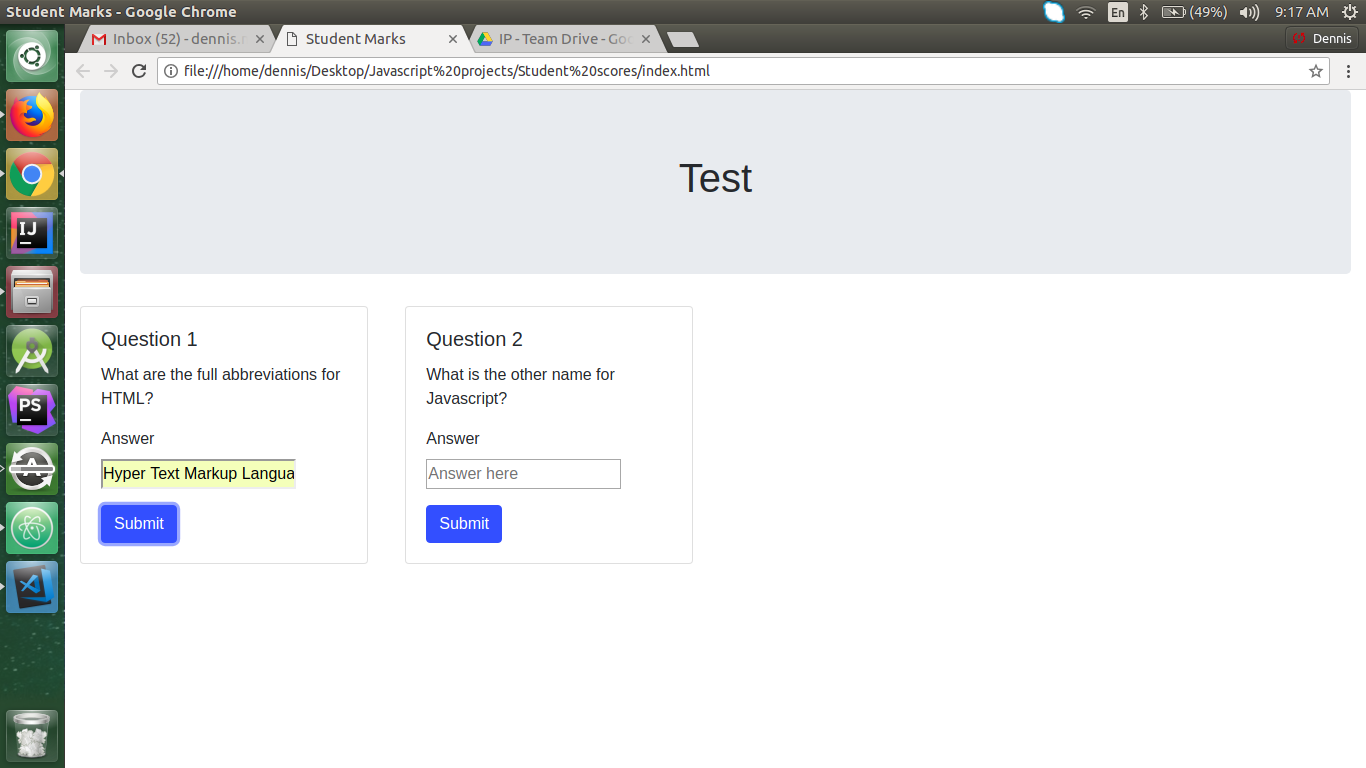 Student Marks - Google Chrome
En
(49%)
9:17 AM
Inbox (52) - dennis.
Student Marks
IP - Team Drive - Go
Dennis
file:///home/dennis/Desktop/Javascript%20projects/Student%20scores/index.html
Test
Question 1
What are the full abbreviations for
HTML?
Answer
Hyper Text Markup Langua
Submit
Question 2
What is the other name for
Javascript?
Answer
Answer here
Submit
IJ
PS
A